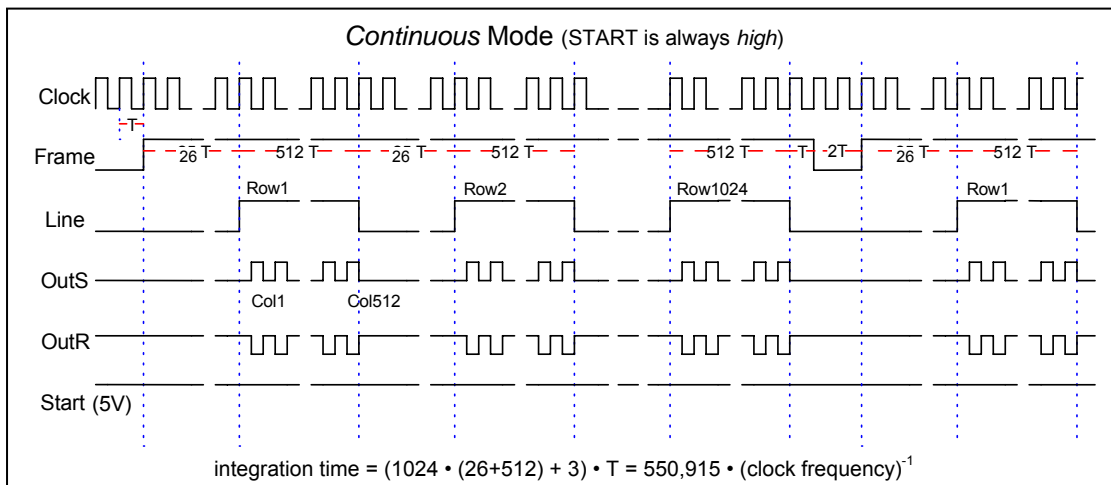 Continuous Mode (START is always high)
Clock
T
Frame
26 T 512 T 26 T 512 T 512 T T 2T 26 T 512 T
Row1 Row2 Row1024 Row1
Line
OutS
Col1 Col512
OutR
Start (5V)
integration time = (1024 • (26+512) + 3) • T = 550,915 • (clock frequency)⁻¹